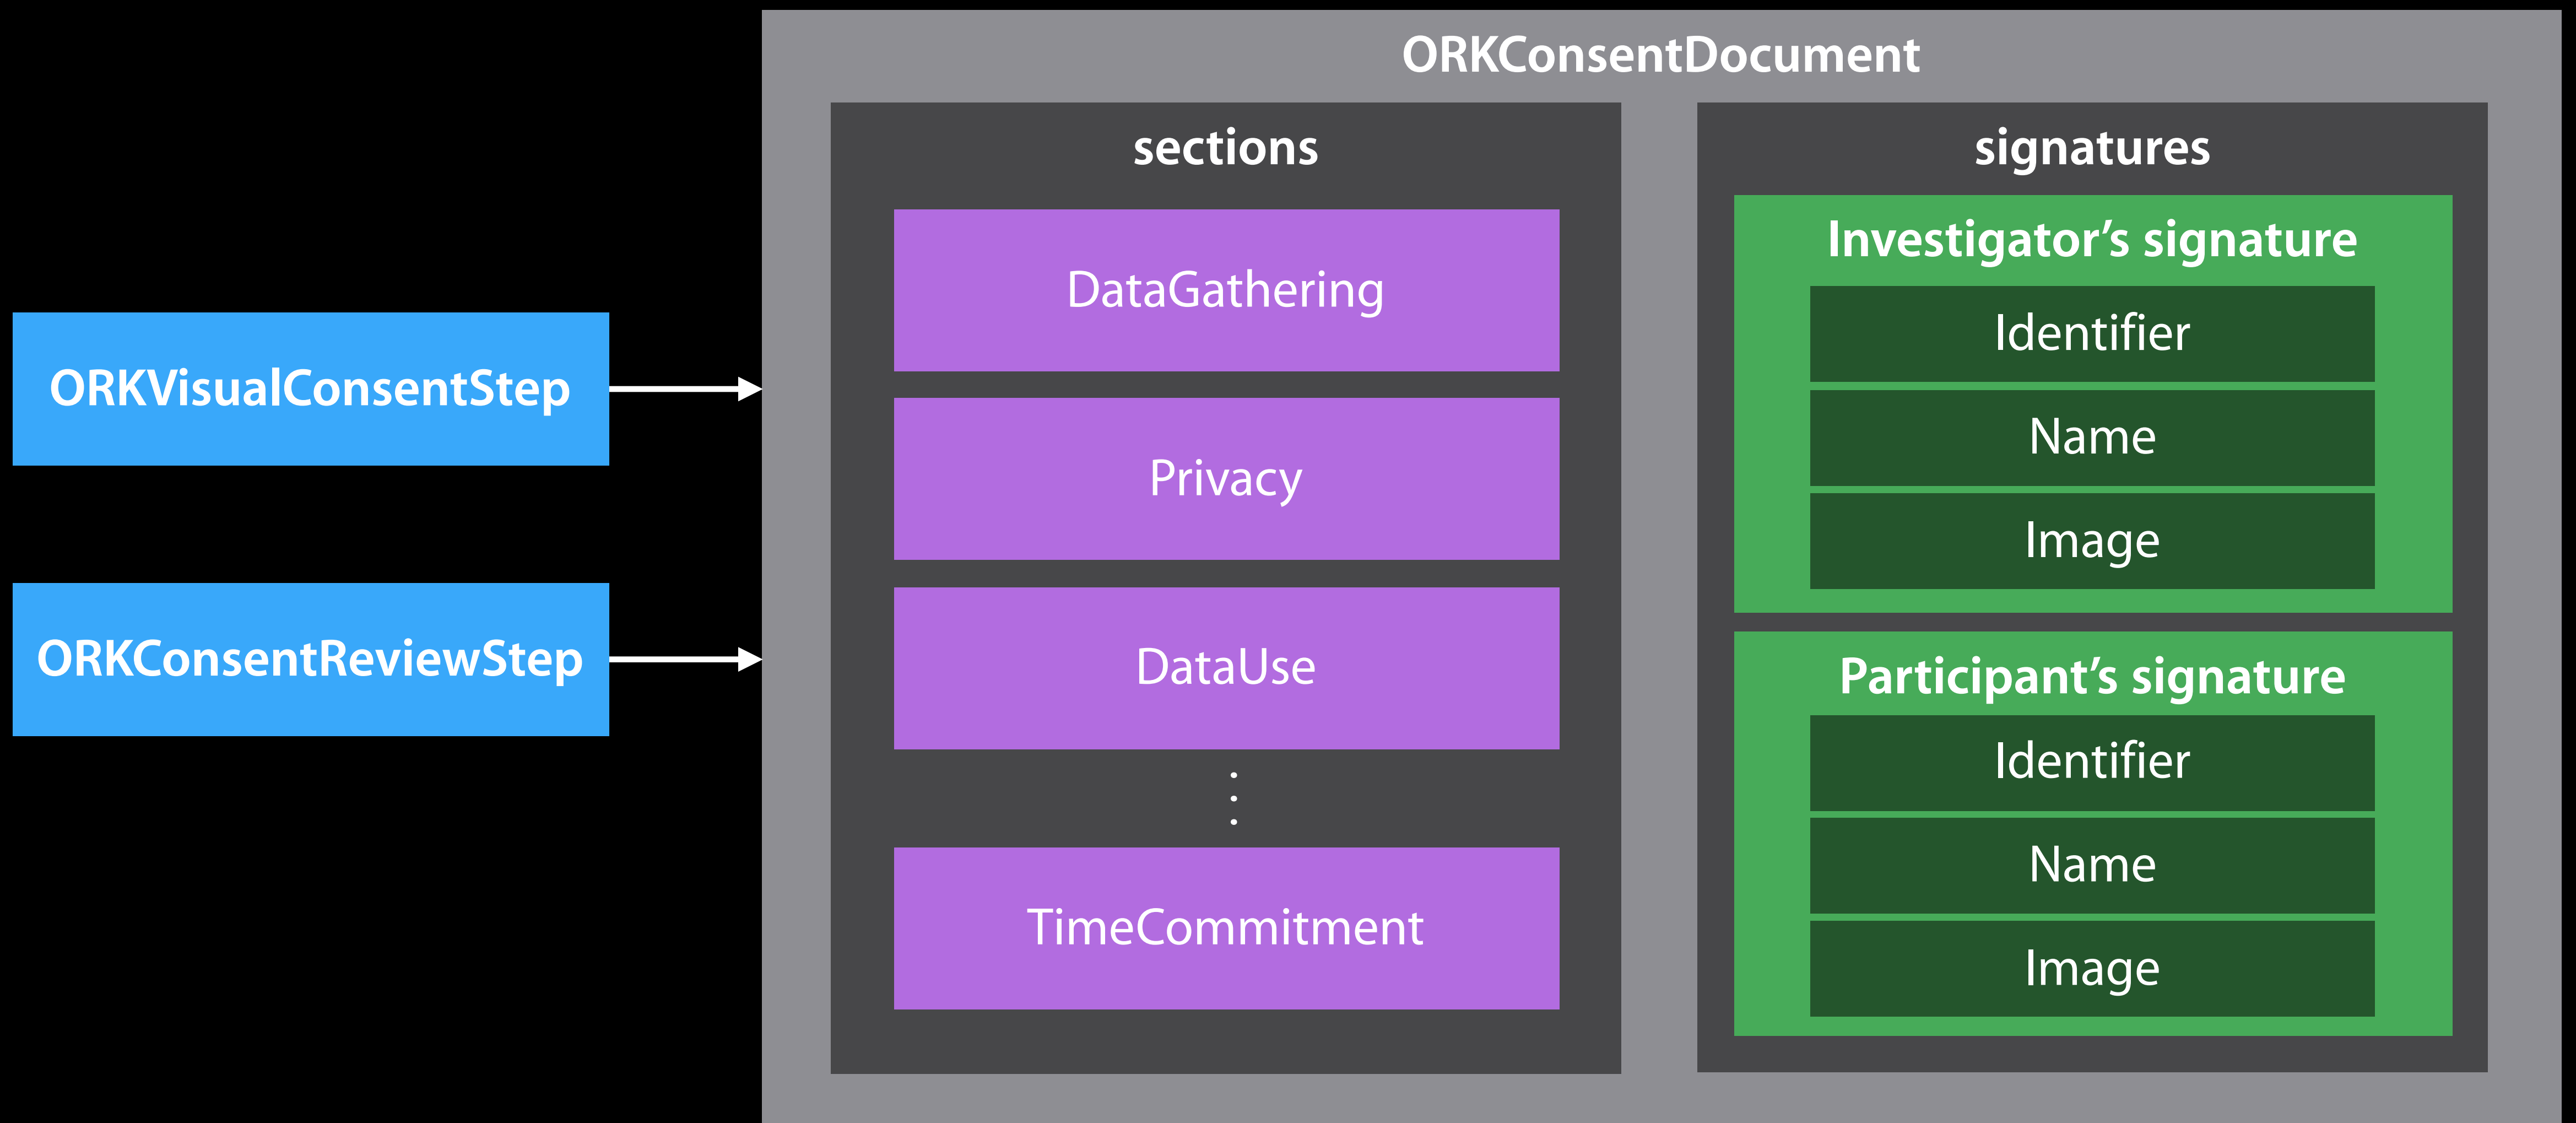 ORKConsentDocument
ORKVisualConsentStep
ORKConsentReviewStep
sections
DataGathering
Privacy
DataUse
TimeCommitment
signatures
Investigator’s signature
Identifier
Name
Image
Participant’s signature
Identifier
Name
Image